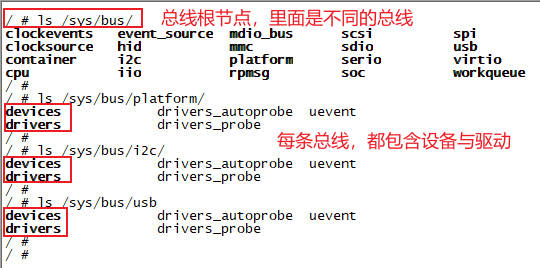 / # ls /sys/bus/ 总线根节点，里面是不同的总线
clockevents event_source mdio_bus scsi spi
clocksource hid mmc sdio usb
container i2c platform serio virtio
cpu iio rpmsg soc workqueue
/ #
/ # ls /sys/bus/platform/
devices drivers_autoprobe uevent
drivers drivers_probe
/ # 每条总线，都包含设备与驱动
/ # ls /sys/bus/i2c/
devices drivers_autoprobe uevent
drivers drivers_probe
/ #
/ # ls /sys/bus/usb
devices drivers_autoprobe uevent
drivers drivers_probe
/ #
/ #